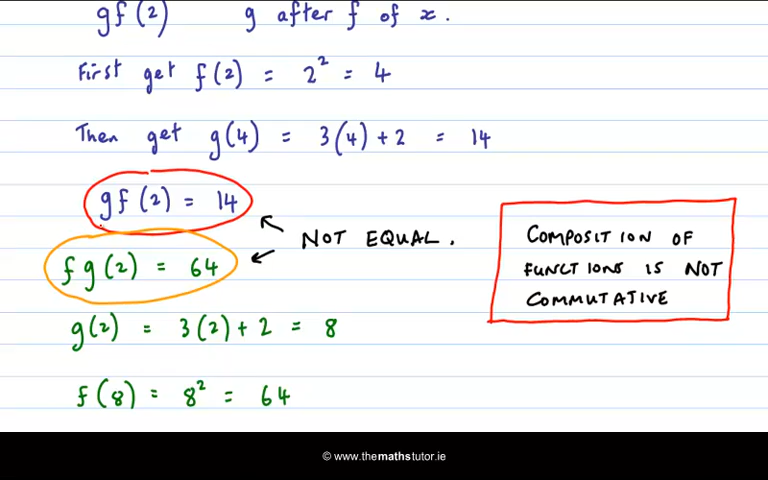 gf(2) g after f of x.
First get f(2) = 2² = 4
Then get g(4) = 3(4) + 2 = 14
gf(2) = 14
NOT EQUAL.
fg(2) = 64
COMPOSITION OF
FUNCTIONS IS NOT
COMMUTATIVE
g(2) = 3(2) + 2 = 8
f(8) = 8² = 64
© www.themathstutor.ie